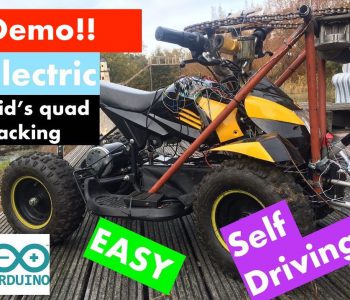 Demo!!
lectric
id's quad
acking
EASY
Self
Driving
RDUINO